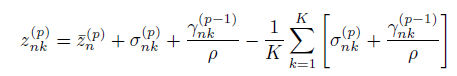 $z_{nk}^{(p)} = \bar{z}_{n}^{(p)} + \sigma_{nk}^{(p)} + \frac{\gamma_{nk}^{(p-1)}}{\rho} - \frac{1}{K} \sum_{k=1}^{K} \left[ \sigma_{nk}^{(p)} + \frac{\gamma_{nk}^{(p-1)}}{\rho} \right]$